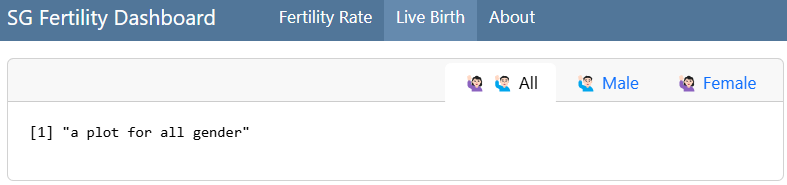 SG Fertility Dashboard Fertility Rate Live Birth About
All Male Female
[1] "a plot for all gender"